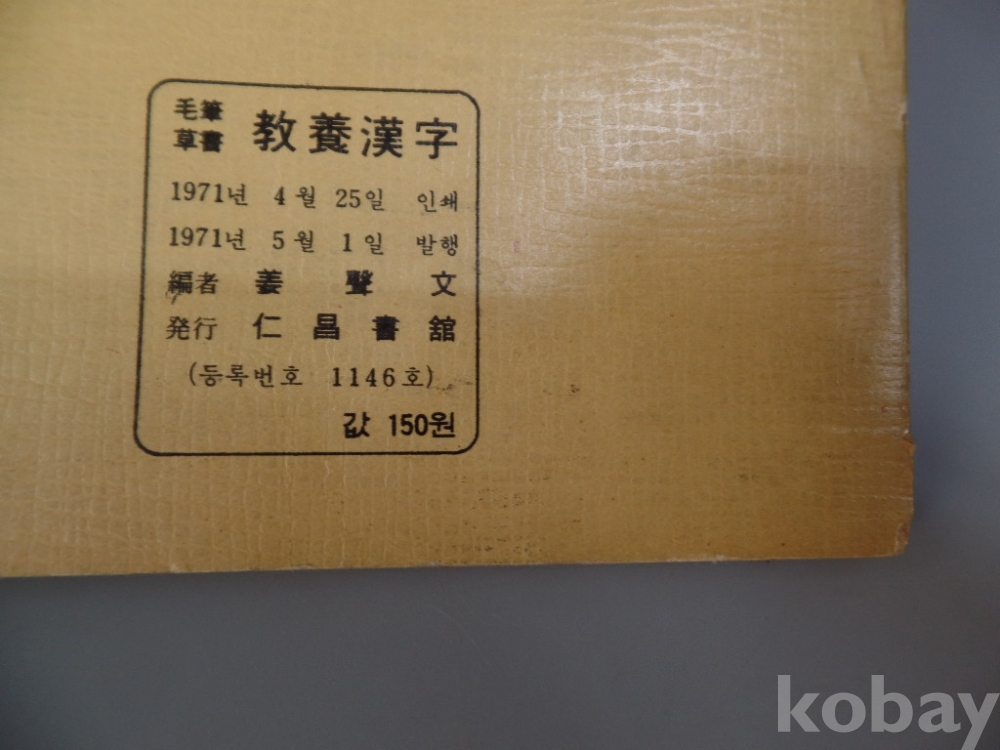 毛筆
草書 教養漢字
1971년 4월 25일 인쇄
1971년 5월 1일 발행
編者 姜聲文
発行 仁昌書舘
(등록번호 1146호)
값 150원
kobay